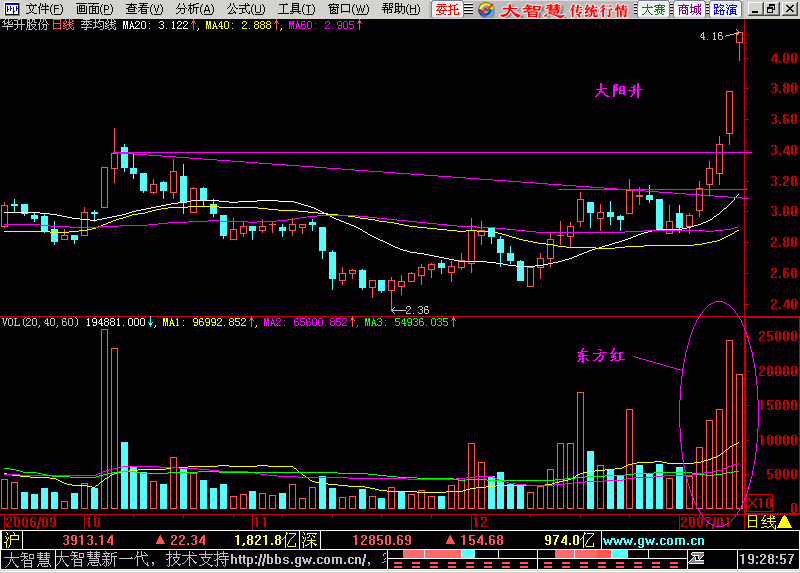 文件(F) 画面(P) 查看(V) 分析(A) 公式(U) 工具(T) 窗口(W) 帮助(H) 委托 大智慧 传统行情 大赛 商城 路演
华升股份 日线 季均线 MA20: 3.122↑, MA40: 2.888↑, MA60: 2.905↑
4.16
4.00
大阳升
3.80
3.60
3.40
3.20
3.00
2.80
2.60
2.40
2.36
VOL(20,40,60) 194881.000↓, MA1: 96992.852↑, MA2: 65600.852↑, MA3: 54936.035↑
25000
东方红
20000
15000
10000
5000
X10
0
2006/09 10 11 12 2007/01 日线
沪 3913.14 ▲ 22.34 1,821.8亿 深 12850.69 ▲ 154.68 974.0亿 www.gw.com.cn
大智慧 大智慧新一代，技术支持http://bbs.gw.com.cn/， 19:28:57